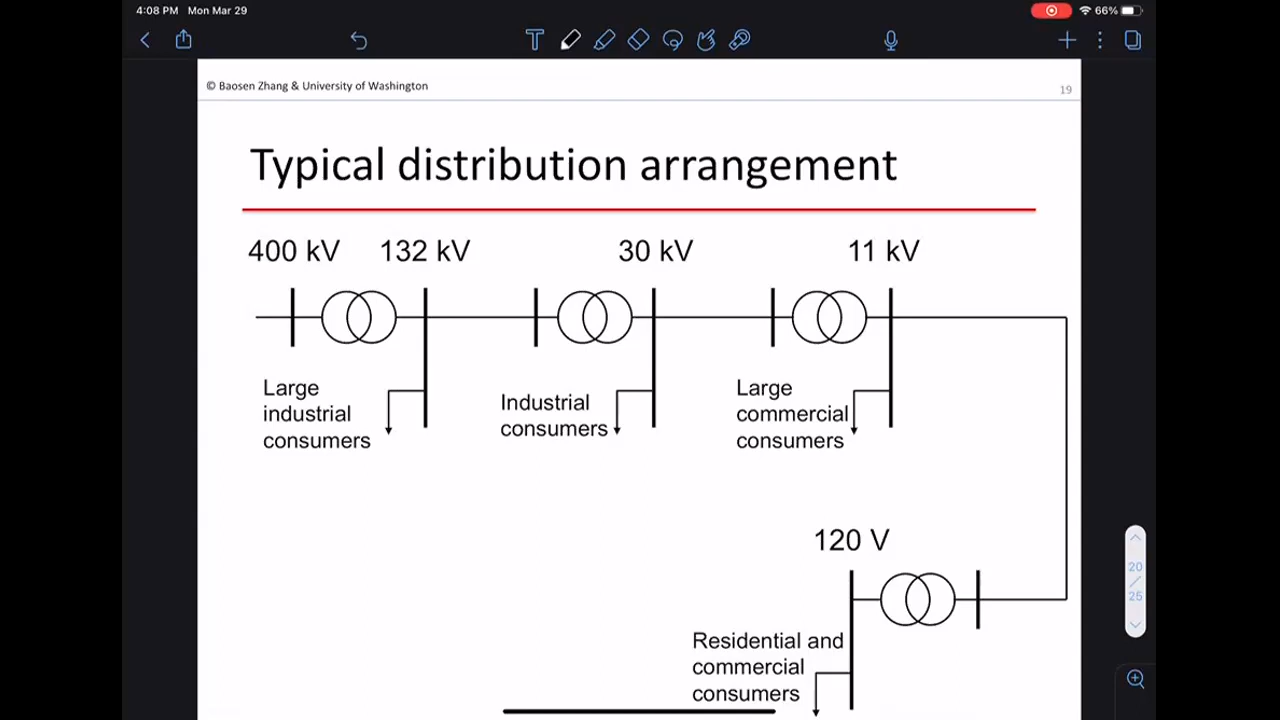 4:08 PM Mon Mar 29
66%
© Baosen Zhang & University of Washington
19
Typical distribution arrangement
400 kV 132 kV 30 kV 11 kV
Large
industrial
consumers
Industrial
consumers
Large
commercial
consumers
120 V
Residential and
commercial
consumers
20
/
25